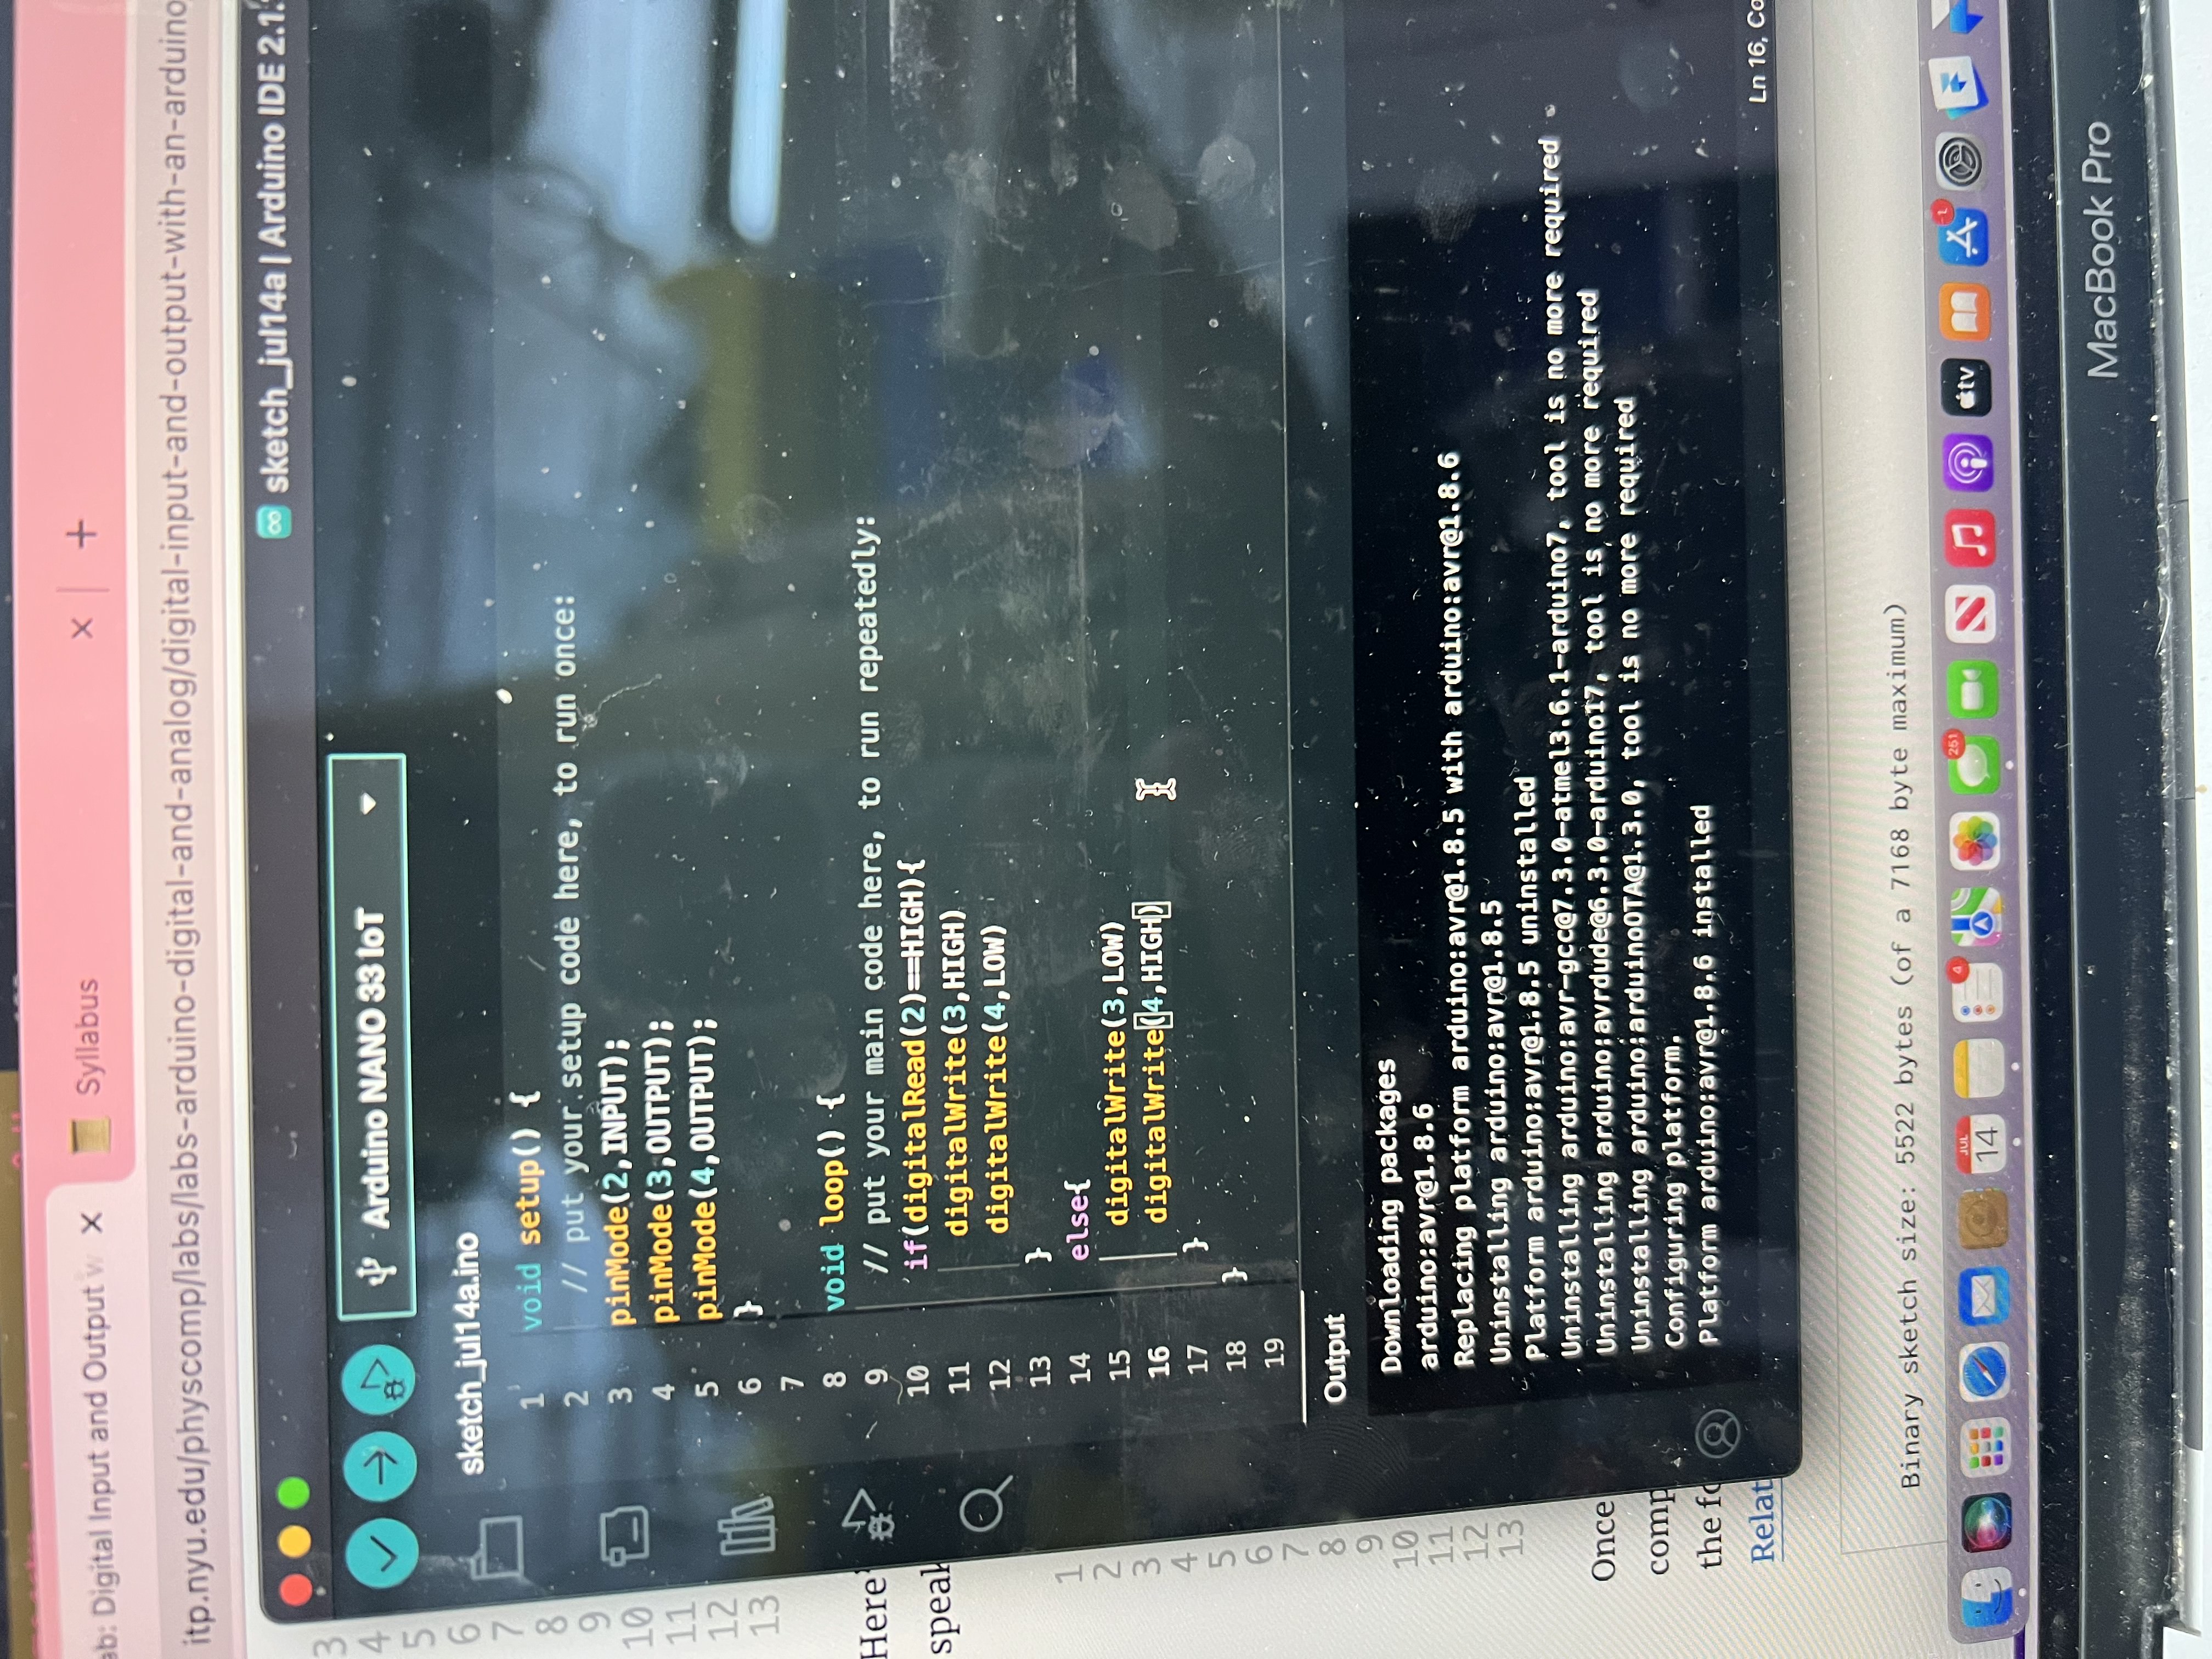 ab: Digital Input and Output w
Syllabus
itp.nyu.edu/physcomp/labs/labs-arduino-digital-and-analog/digital-input-and-output-with-an-arduino
sketch_jul14a | Arduino IDE 2.1.
Arduino NANO 33 IoT
sketch_jul14a.ino
1 void setup() {
2 // put your setup code here, to run once:
3 pinMode(2,INPUT);
4 pinMode(3,OUTPUT);
5 pinMode(4,OUTPUT);
6 }
7
8 void loop() {
9 // put your main code here, to run repeatedly:
10 if(digitalRead(2)==HIGH){
11 digitalWrite(3,HIGH)
12 digitalWrite(4,LOW)
13 }
14 else{
15 digitalWrite(3,LOW)
16 digitalWrite(4,HIGH)
17 }
18 }
19
Output
Downloading packages
arduino:avr@1.8.6
Replacing platform arduino:avr@1.8.5 with arduino:avr@1.8.6
Uninstalling arduino:avr@1.8.5
Platform arduino:avr@1.8.5 uninstalled
Uninstalling arduino:avr-gcc@7.3.0-atmel3.6.1-arduino7, tool is no more required
Uninstalling arduino:avrdude@6.3.0-arduino17, tool is no more required
Uninstalling arduino:arduinoOTA@1.3.0, tool is no more required
Configuring platform.
Platform arduino:avr@1.8.6 installed
Ln 16, Co
3
4
5
6
7
8
9
10
11
12
13
Here'
speak
1
2
3
4
5
6
7
8
9
10
11
12
13
Once
comp
the fo
Relat
Binary sketch size: 5522 bytes (of a 7168 byte maximum)
JUL
14
4
251
tv
MacBook Pro